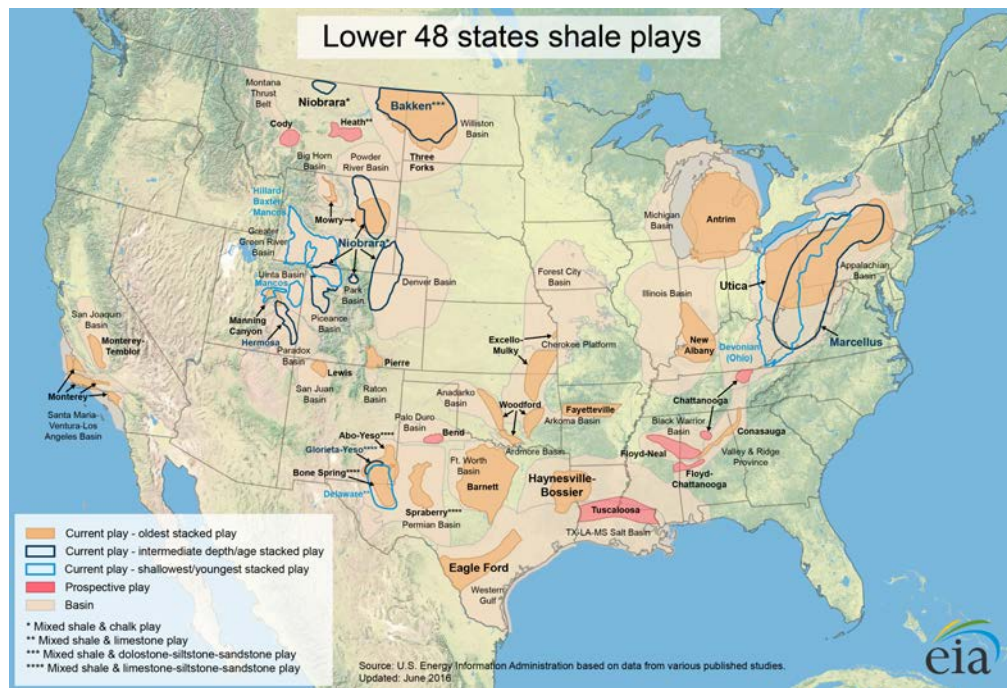 Lower 48 states shale plays
Montana
Thrust
Belt
Niobrara*
Bakken***
Cody
Heath**
Williston
Basin
Big Horn
Basin
Powder
River Basin
Three
Forks
Hillard-
Baxter-
Mancos
Mowry
Greater
Green River
Basin
Niobrara*
Michigan
Basin
Antrim
Uinta Basin
Mancos
Park
Basin
Denver Basin
Forest City
Basin
Illinois Basin
Utica
Appalachian
Basin
San Joaquin
Basin
Monterey-
Temblor
Manning
Canyon
Hermosa
Piceance
Basin
Paradox
Basin
Excello-
Mulky
Cherokee Platform
New
Albany
Devonian
(Ohio)
Marcellus
Lewis
Pierre
Monterey
San Juan
Basin
Raton
Basin
Anadarko
Basin
Woodford
Fayetteville
Chattanooga
Santa Maria-
Ventura-Los
Angeles Basin
Palo Duro
Basin
Bend
Arkoma Basin
Black Warrior
Basin
Conasauga
Abo-Yeso****
Glorieta-Yeso****
Ardmore Basin
Floyd-Neal
Valley & Ridge
Province
Bone Spring****
Ft. Worth
Basin
Haynesville-
Bossier
Floyd-
Chattanooga
Delaware**
Barnett
Spraberry****
Permian Basin
Tuscaloosa
TX-LA-MS Salt Basin
Eagle Ford
Western
Gulf
Current play - oldest stacked play
Current play - intermediate depth/age stacked play
Current play - shallowest/youngest stacked play
Prospective play
Basin
* Mixed shale & chalk play
** Mixed shale & limestone play
*** Mixed shale & dolostone-siltstone-sandstone play
**** Mixed shale & limestone-siltstone-sandstone play
Source: U.S. Energy Information Administration based on data from various published studies.
Updated: June 2016
eia